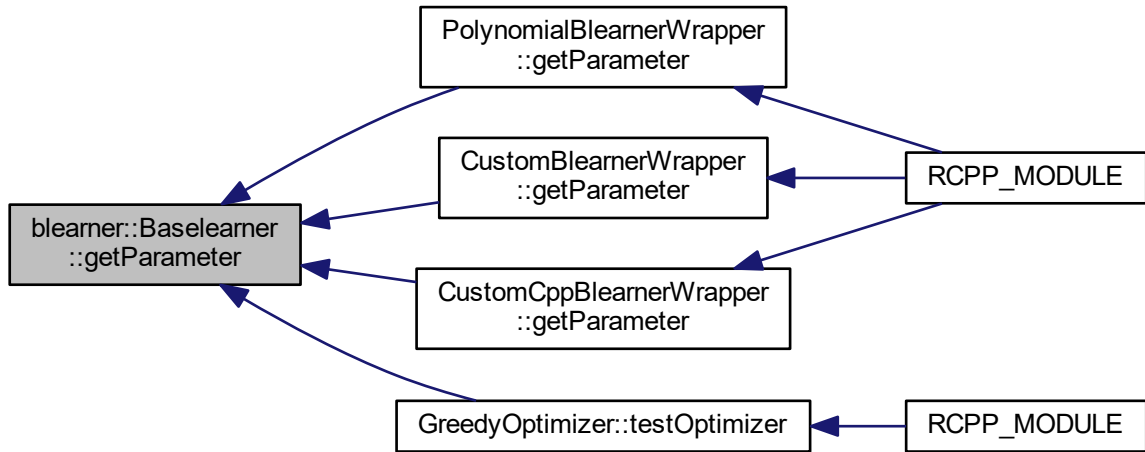 PolynomialBlearnerWrapper
::getParameter
CustomBlearnerWrapper
::getParameter
RCPP_MODULE
blearner::Baselearner
::getParameter
CustomCppBlearnerWrapper
::getParameter
GreedyOptimizer::testOptimizer
RCPP_MODULE